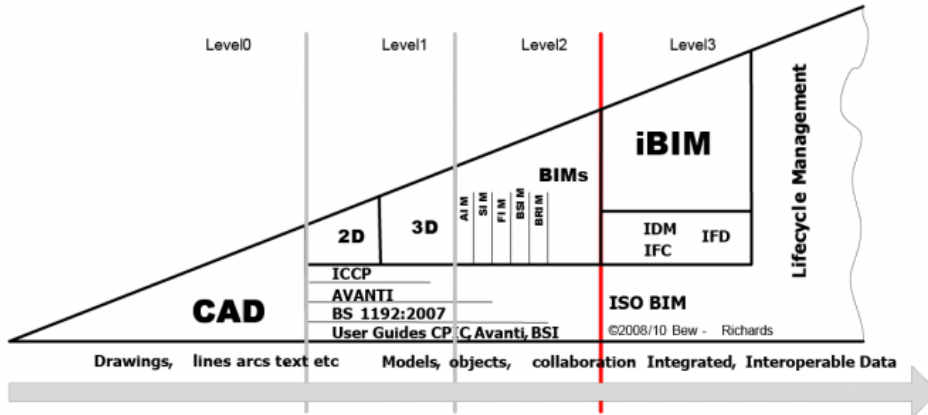 Level0
Level1
Level2
Level3
CAD
2D
3D
BIMs
AIM
SIM
FIM
BSIM
BRIM
iBIM
IDM
IFC
IFD
Lifecycle Management
ICCP
AVANTI
BS 1192:2007
User Guides CPIC, Avanti, BSI
ISO BIM
©2008/10 Bew - Richards
Drawings, lines arcs text etc Models, objects, collaboration Integrated, Interoperable Data